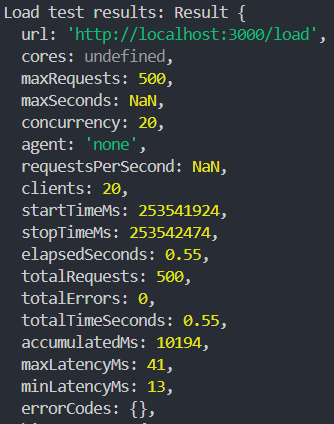 Load test results: Result {
url: 'http://localhost:3000/load',
cores: undefined,
maxRequests: 500,
maxSeconds: NaN,
concurrency: 20,
agent: 'none',
requestsPerSecond: NaN,
clients: 20,
startTimeMs: 253541924,
stopTimeMs: 253542474,
elapsedSeconds: 0.55,
totalRequests: 500,
totalErrors: 0,
totalTimeSeconds: 0.55,
accumulatedMs: 10194,
maxLatencyMs: 41,
minLatencyMs: 13,
errorCodes: {},